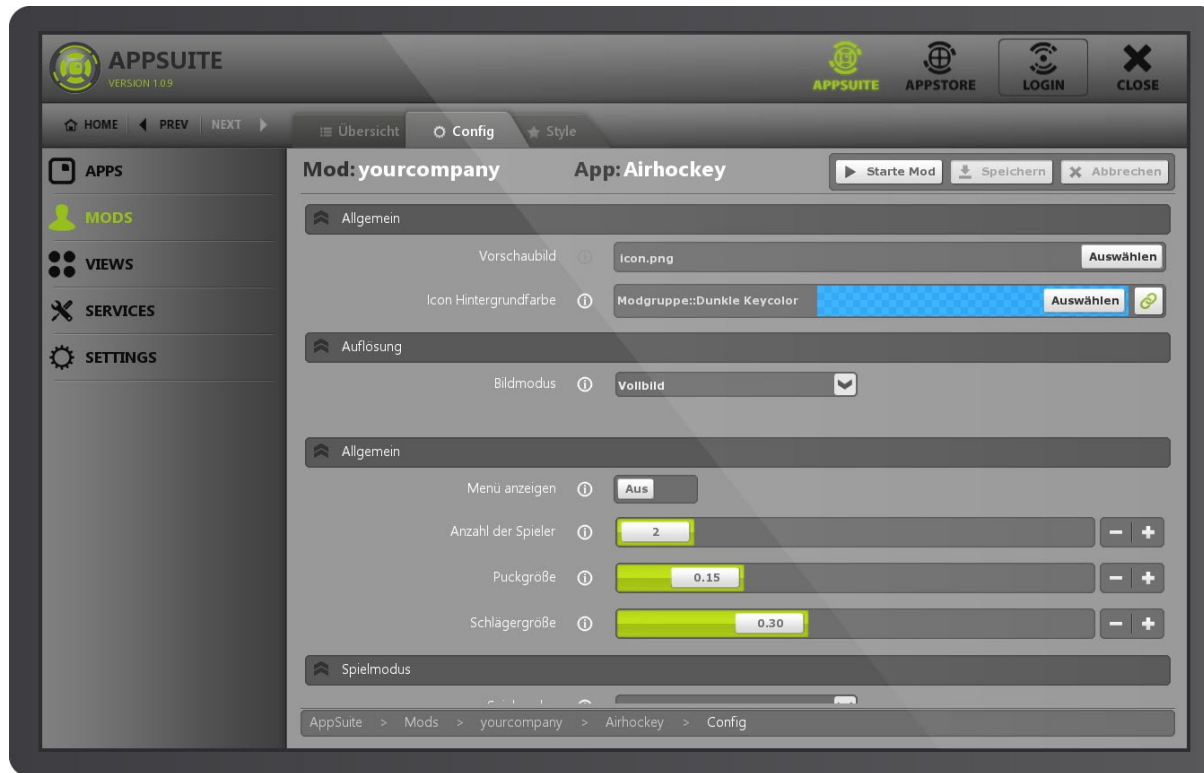 APPSUITE
VERSION 1.0.9
APPSUITE
APPSTORE
LOGIN
CLOSE
HOME
PREV
NEXT
Übersicht
Config
Style
APPS
MODS
VIEWS
SERVICES
SETTINGS
Mod: yourcompany
App: Airhockey
Starte Mod
Speichern
Abbrechen
Allgemein
Vorschaubild
icon.png
Auswählen
Icon Hintergrundfarbe
Modgruppe::Dunkle Keycolor
Auswählen
Auflösung
Bildmodus
Vollbild
Allgemein
Menü anzeigen
Aus
Anzahl der Spieler
2
Puckgröße
0.15
Schlägergröße
0.30
Spielmodus
AppSuite > Mods > yourcompany > Airhockey > Config